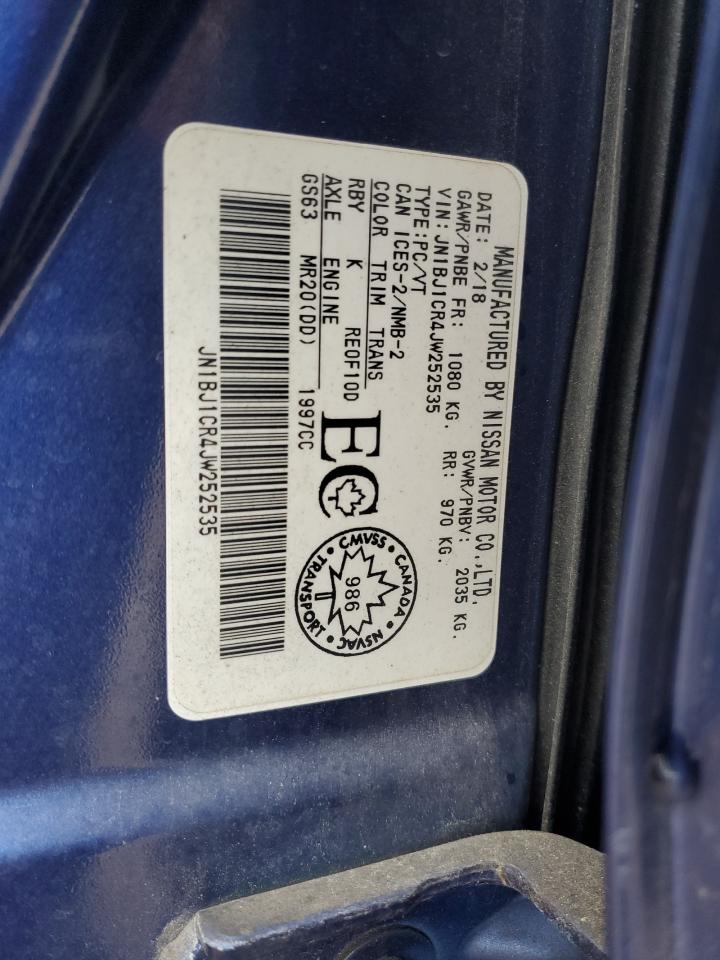 MANUFACTURED BY NISSAN MOTOR CO.,LTD.
DATE: 2/18 GVWR/PNBV: 2035 KG.
GAWR/PNBE FR: 1080 KG. RR: 970 KG.
VIN:JN1BJ1CR4JW252535
TYPE:PC/VT
CAN ICES-2/NMB-2
COLOR TRIM TRANS
RBY K RE0F10D
AXLE ENGINE
GS63 MR20(DD) 1997CC
EC
CMVSS • CANADA • NSVAC • TRANSPORT •
986
JN1BJ1CR4JW252535